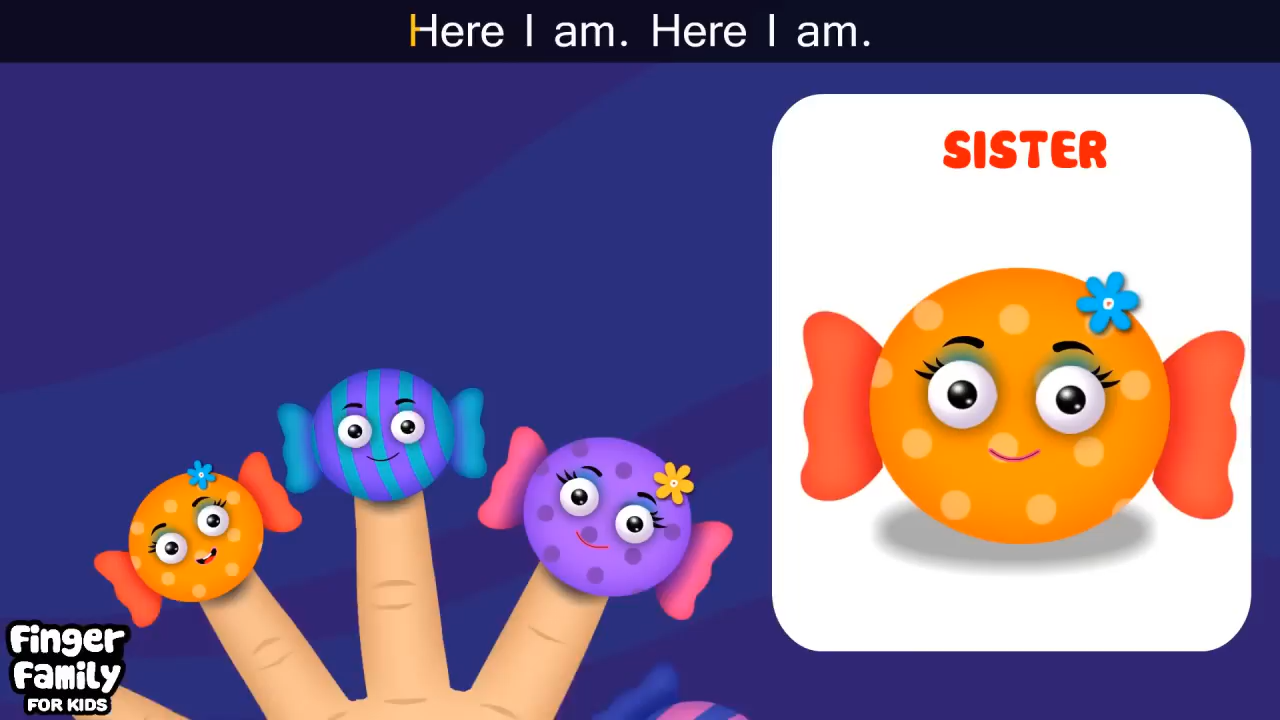 Here I am. Here I am.
SISTER
Finger
Family
FOR KIDS